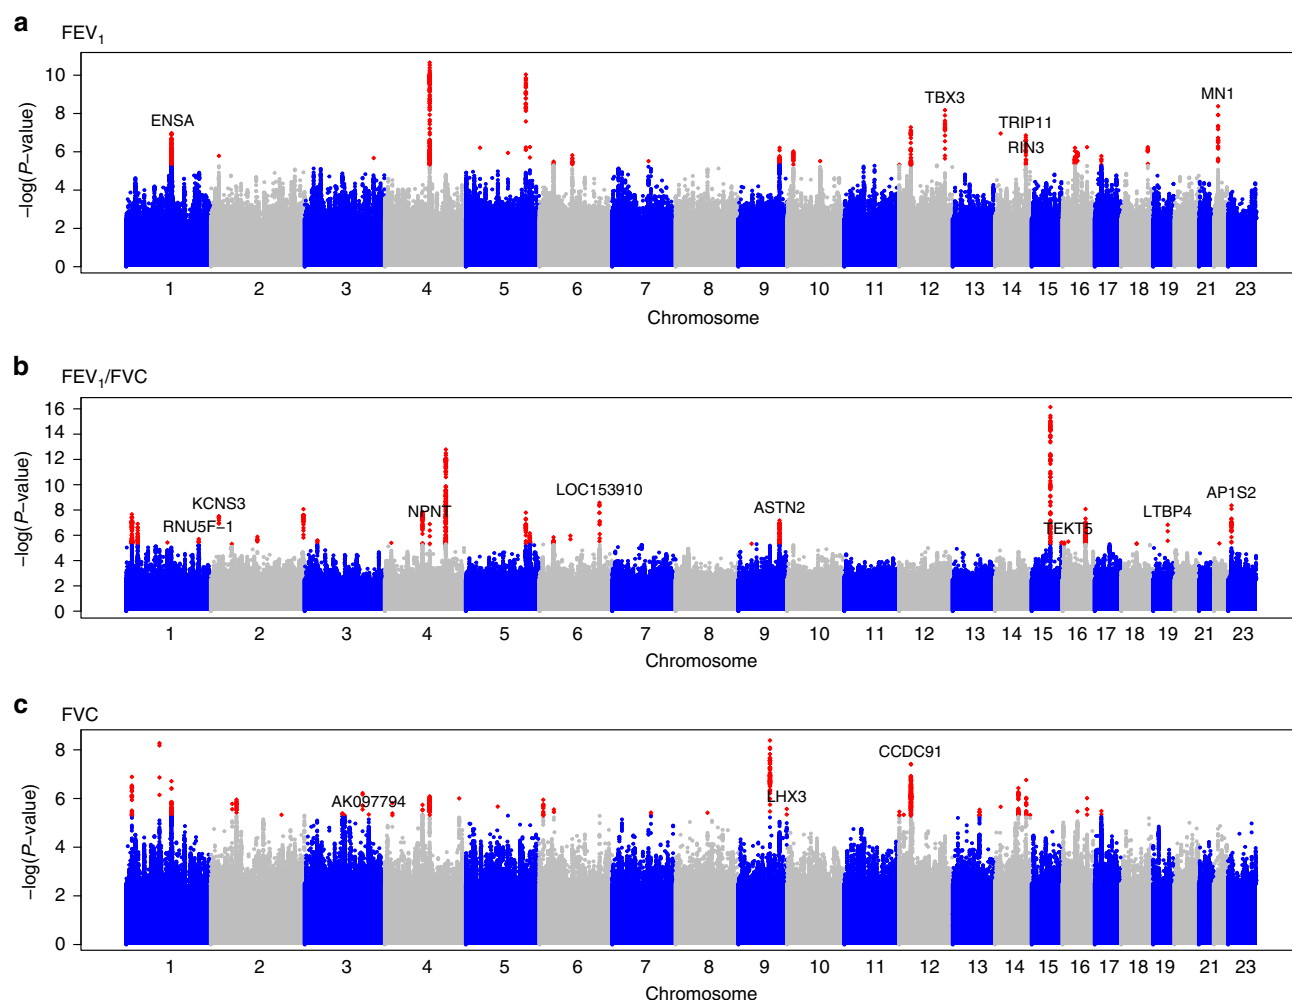 a
FEV1
−log(P−value)
10
8
6
4
2
0
ENSA
TBX3
MN1
TRIP11
RIN3
1 2 3 4 5 6 7 8 9 10 11 12 13 14 15 16 17 18 19 21 23
Chromosome
b
FEV1/FVC
−log(P−value)
16
14
12
10
8
6
4
2
0
KCNS3
RNU5F−1
NPNT
LOC153910
ASTN2
TEKT5
LTBP4
AP1S2
1 2 3 4 5 6 7 8 9 10 11 12 13 14 15 16 17 18 19 21 23
Chromosome
c
FVC
−log(P−value)
8
6
4
2
0
AK097794
LHX3
CCDC91
1 2 3 4 5 6 7 8 9 10 11 12 13 14 15 16 17 18 19 21 23
Chromosome